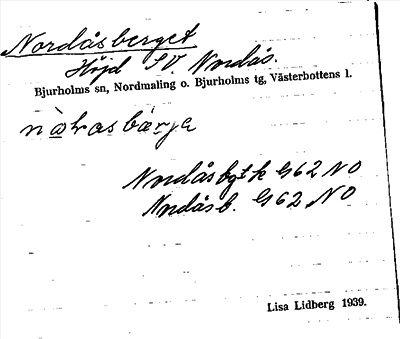 Nordåsberget
Höjd SV. Nordås.
Bjurholms sn, Nordmaling o. Bjurholms tg, Västerbottens l.
Nordåsbgt k G62 NO
Nordåsb. G62 NO
Lisa Lidberg 1939.